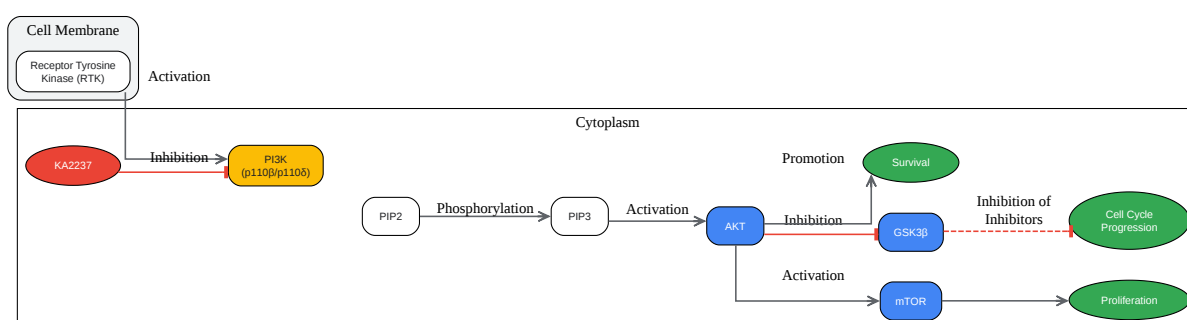 Cell Membrane
Receptor Tyrosine
Kinase (RTK)
Activation
Cytoplasm
KA2237
Inhibition
PI3K
(p110β/p110δ)
Promotion
Survival
PIP2
Phosphorylation
PIP3
Activation
AKT
Inhibition
GSK3β
Inhibition of
Inhibitors
Cell Cycle
Progression
Activation
mTOR
Proliferation